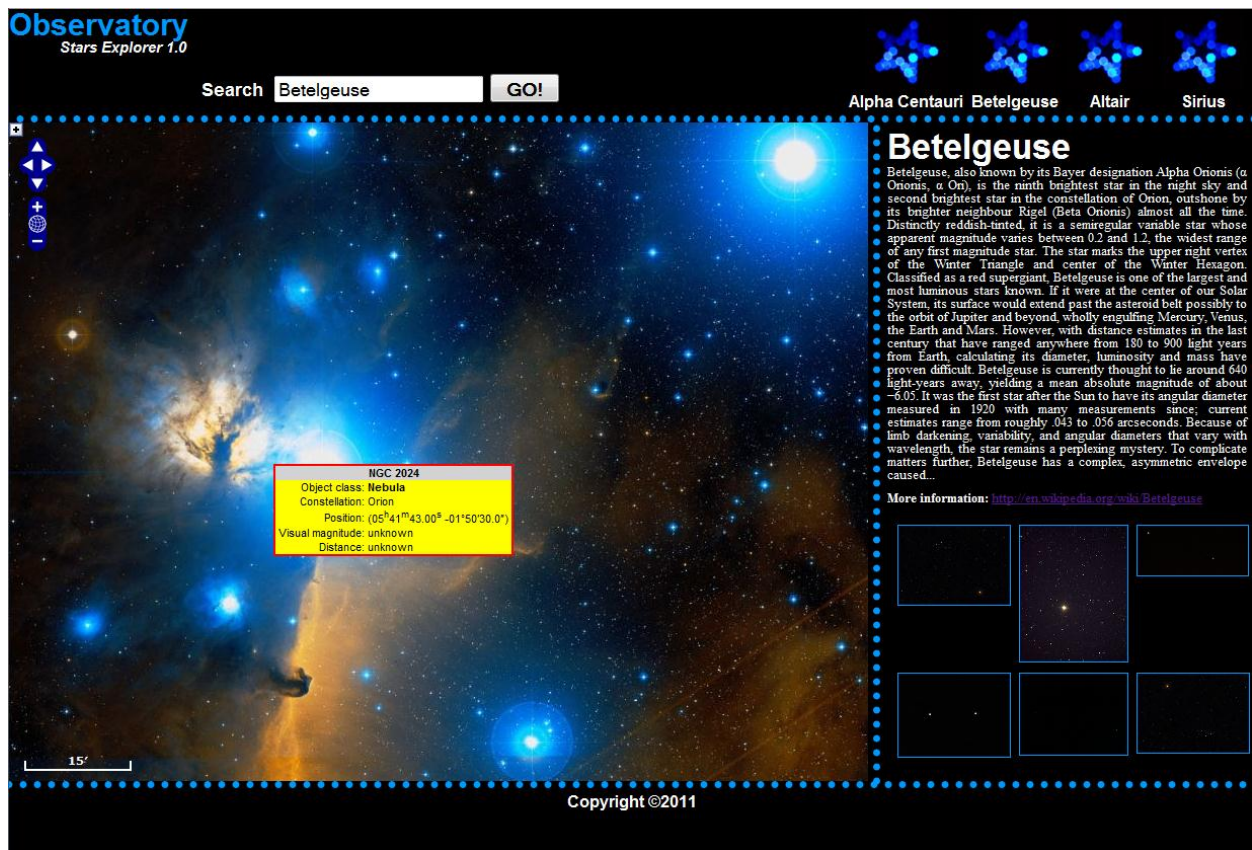 Observatory
Stars Explorer 1.0
Search Betelgeuse GO!
Alpha Centauri Betelgeuse Altair Sirius
Betelgeuse
Betelgeuse, also known by its Bayer designation Alpha Orionis (α
Orionis, α Ori), is the ninth brightest star in the night sky and
second brightest star in the constellation of Orion, outshone by
its brighter neighbour Rigel (Beta Orionis) almost all the time.
Distinctly reddish-tinted, it is a semiregular variable star whose
apparent magnitude varies between 0.2 and 1.2, the widest range
of any first magnitude star. The star marks the upper right vertex
of the Winter Triangle and center of the Winter Hexagon.
Classified as a red supergiant, Betelgeuse is one of the largest and
most luminous stars known. If it were at the center of our Solar
System, its surface would extend past the asteroid belt possibly to
the orbit of Jupiter and beyond, wholly engulfing Mercury, Venus,
the Earth and Mars. However, with distance estimates in the last
century that have ranged anywhere from 180 to 900 light years
from Earth, calculating its diameter, luminosity and mass have
proven difficult. Betelgeuse is currently thought to lie around 640
light-years away, yielding a mean absolute magnitude of about
−6.05. It was the first star after the Sun to have its angular diameter
measured in 1920 with many measurements since; current
estimates range from roughly .043 to .056 arcseconds. Because of
limb darkening, variability, and angular diameters that vary with
wavelength, the star remains a perplexing mystery. To complicate
matters further, Betelgeuse has a complex, asymmetric envelope
caused...
More information: http://en.wikipedia.org/wiki/Betelgeuse
NGC 2024
Object class: Nebula
Constellation: Orion
Position: (05h41m43.00s -01°50'30.0")
Visual magnitude: unknown
Distance: unknown
15′
Copyright ©2011